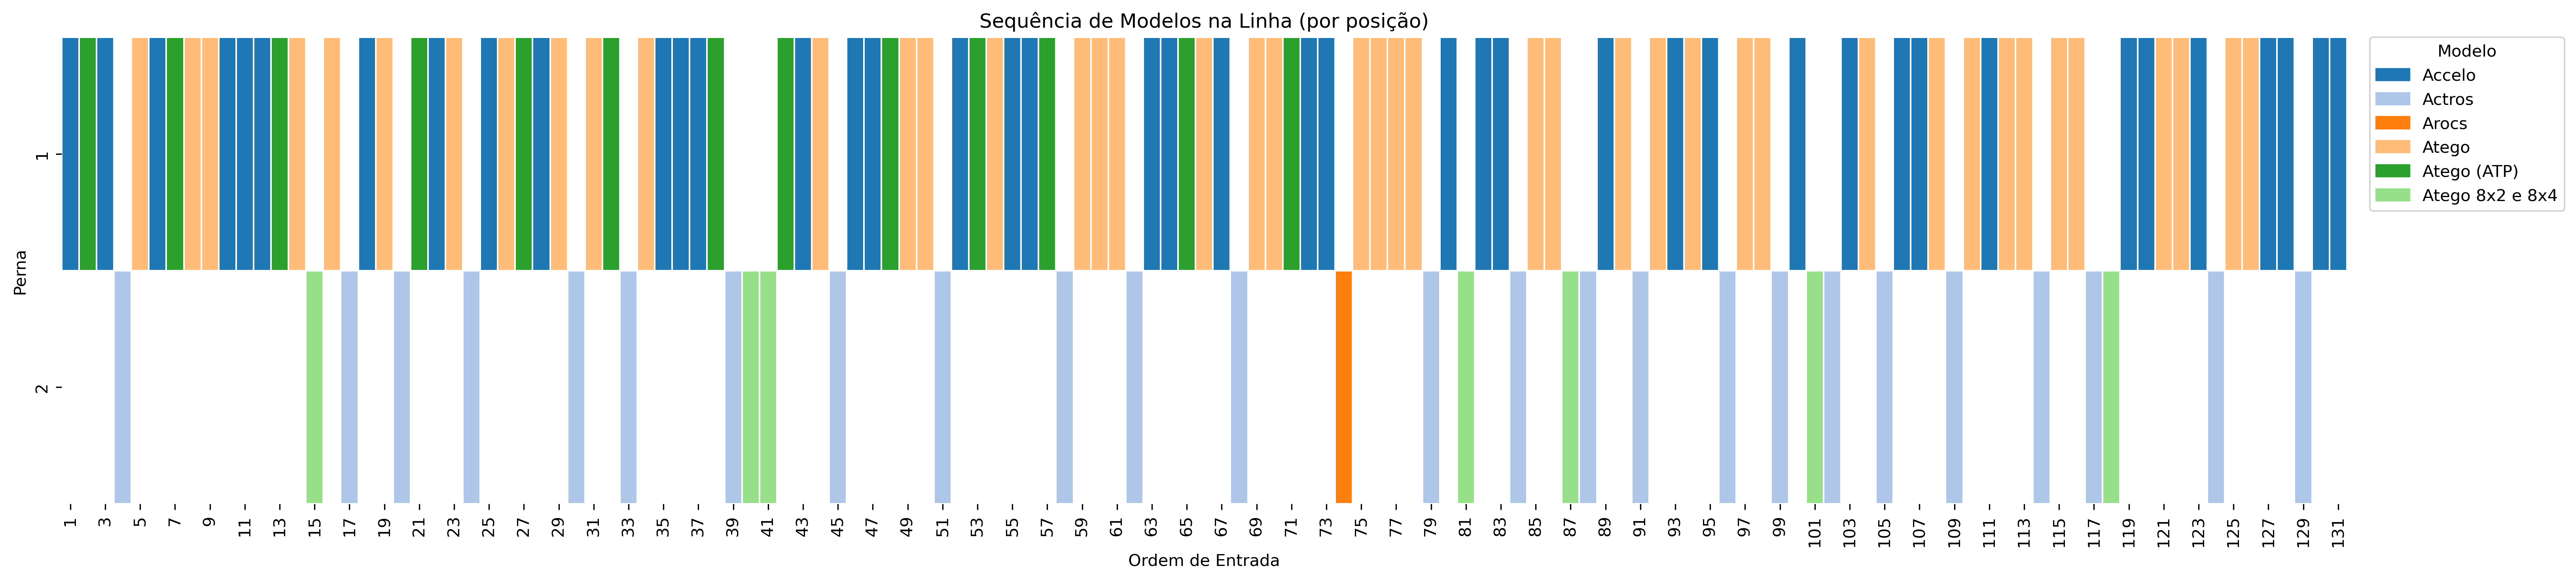 Sequência de Modelos na Linha (por posição)
Modelo
Accelo
Actros
Arocs
Atego
Atego (ATP)
Atego 8x2 e 8x4
Perna
1
2
1 3 5 7 9 11 13 15 17 19 21 23 25 27 29 31 33 35 37 39 41 43 45 47 49 51 53 55 57 59 61 63 65 67 69 71 73 75 77 79 81 83 85 87 89 91 93 95 97 99 101 103 105 107 109 111 113 115 117 119 121 123 125 127 129 131
Ordem de Entrada